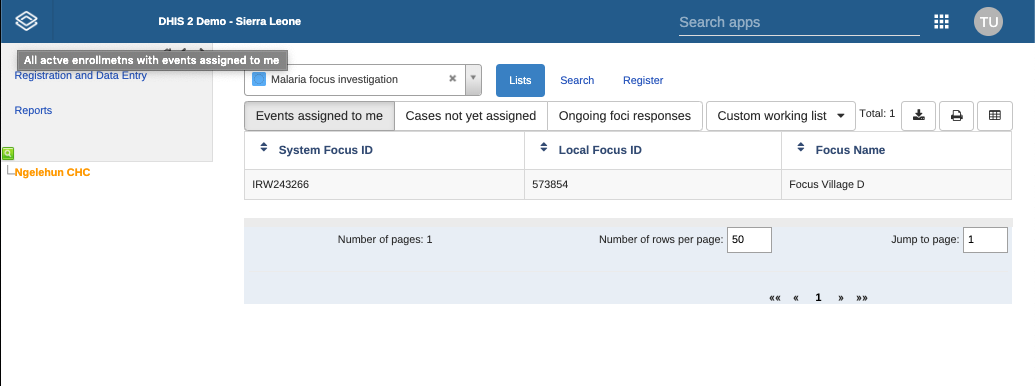 DHIS 2 Demo - Sierra Leone
Search apps
TU
All actve enrollmetns with events assigned to me
Registration and Data Entry
Reports
Ngelehun CHC
Malaria focus investigation
Lists
Search
Register
Events assigned to me
Cases not yet assigned
Ongoing foci responses
Custom working list
Total: 1
System Focus ID
Local Focus ID
Focus Name
IRW243266
573854
Focus Village D
Number of pages: 1
Number of rows per page: 50
Jump to page: 1
«« « 1 » »»